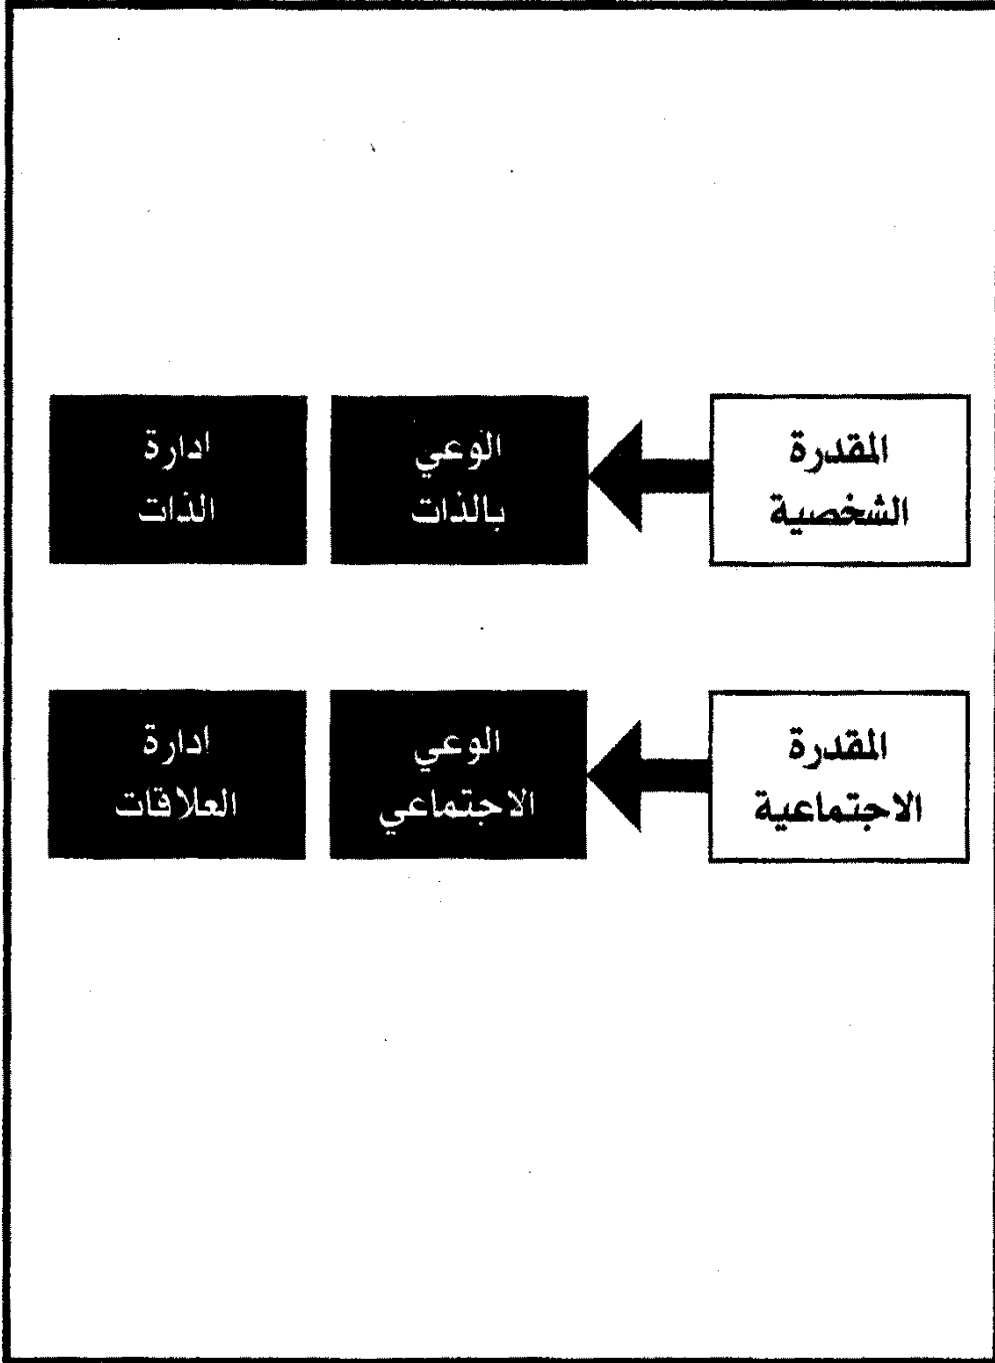 المقدرة
الشخصية
الوعي
بالذات
ادارة
الذات
المقدرة
الاجتماعية
الوعي
الاجتماعي
ادارة
العلاقات